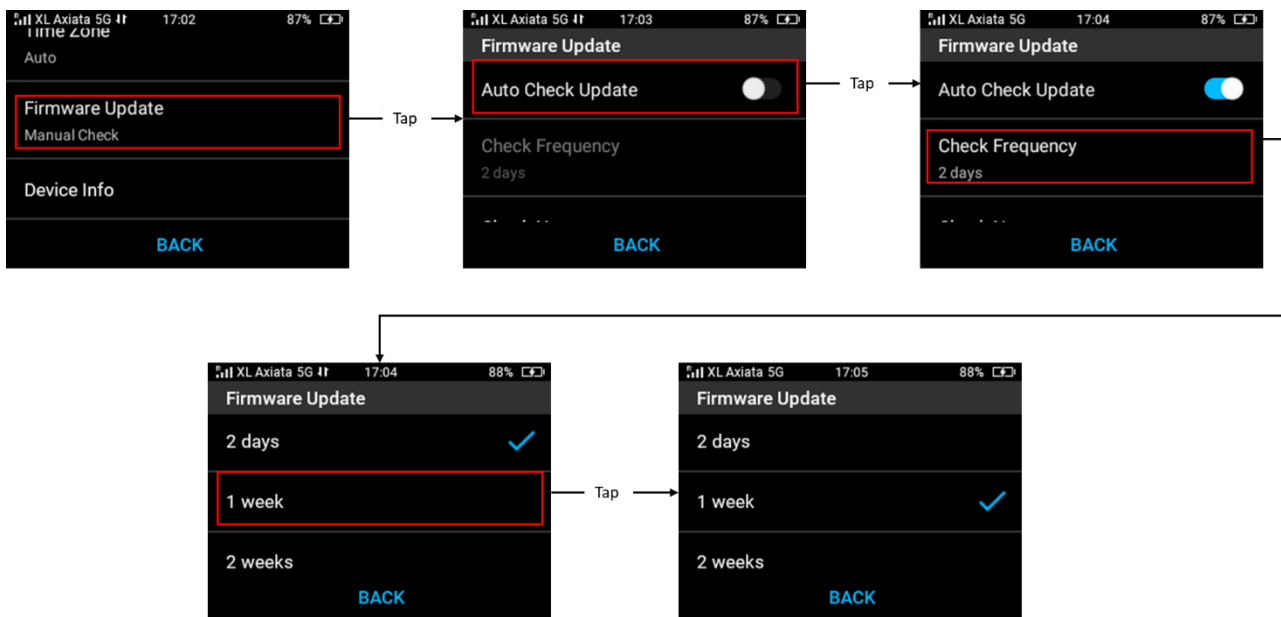 XL Axiata 5G 17:02 87%
Time Zone
Auto
Firmware Update
Manual Check
Device Info
BACK
Tap
XL Axiata 5G 17:03 87%
Firmware Update
Auto Check Update
Check Frequency
2 days
BACK
Tap
XL Axiata 5G 17:04 87%
Firmware Update
Auto Check Update
Check Frequency
2 days
BACK
XL Axiata 5G 17:04 88%
Firmware Update
2 days
1 week
2 weeks
BACK
Tap
XL Axiata 5G 17:05 88%
Firmware Update
2 days
1 week
2 weeks
BACK